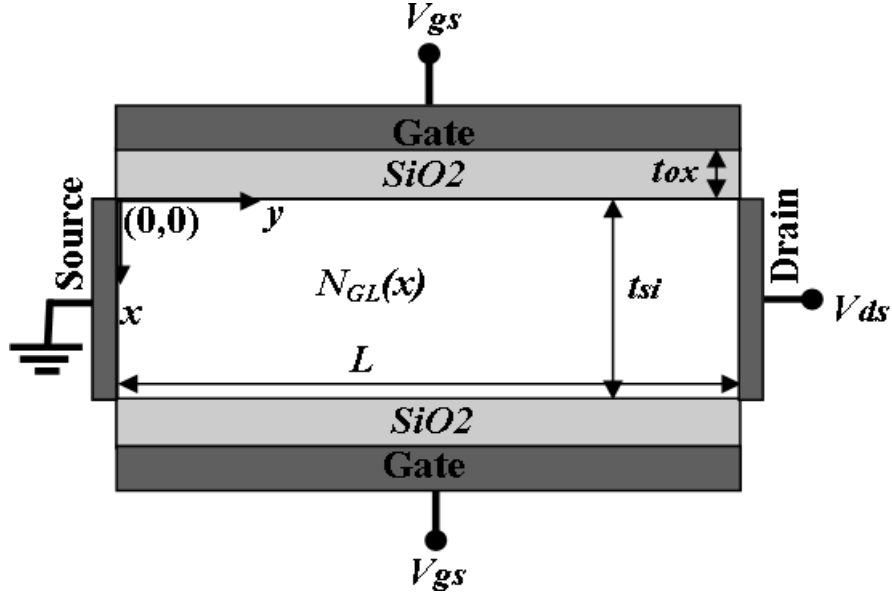 Vgs
Gate
SiO2
tox
Source
(0,0)
y
Drain
NGL(x)
tsi
x
Vds
L
SiO2
Gate
Vgs